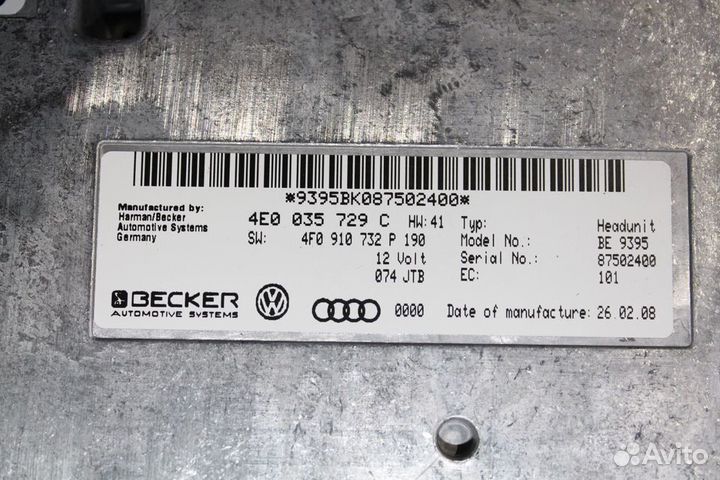 *9395BK087502400*
Manufactured by:
Harman/Becker
Automotive Systems
Germany
4E0 035 729 C HW:41
SW: 4F0 910 732 P 190
12 Volt
074 JTB
Typ: Headunit
Model No.: BE 9395
Serial No.: 87502400
EC: 101
BECKER
AUTOMOTIVE SYSTEMS
0000 Date of manufacture: 26.02.08
Avito